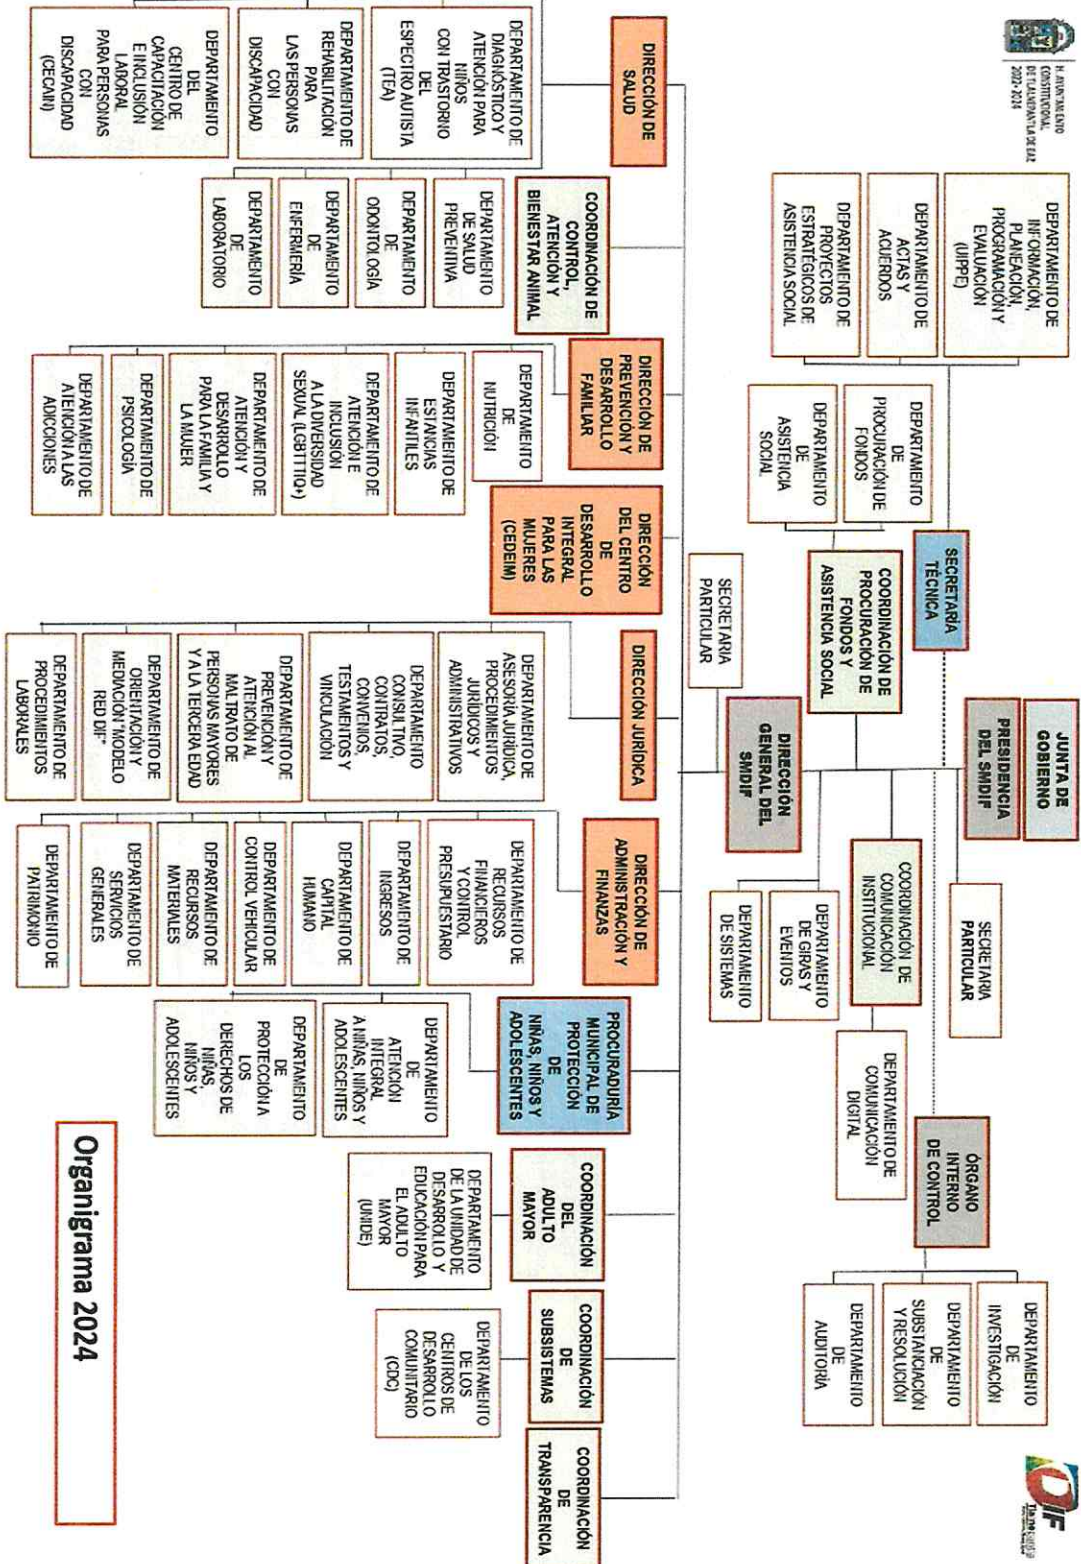 H. AYUNTAMIENTO
CONSTITUCIONAL
DE TLALNEPANTLA DE BAZ
2022-2024
DIF
Tlalnepantla
JUNTA DE
GOBIERNO
PRESIDENCIA
DEL SMDIF
SECRETARÍA
TÉCNICA
DEPARTAMENTO DE
INFORMACIÓN,
PLANEACIÓN,
PROGRAMACIÓN Y
EVALUACIÓN
(UIPPE)
DEPARTAMENTO DE
ACTAS Y
ACUERDOS
DEPARTAMENTO DE
PROYECTOS
ESTRATÉGICOS DE
ASISTENCIA SOCIAL
SECRETARIA
PARTICULAR
ÓRGANO
INTERNO
DE CONTROL
DEPARTAMENTO
DE
INVESTIGACIÓN
DEPARTAMENTO
DE
SUBSTANCIACIÓN
Y RESOLUCIÓN
DEPARTAMENTO
DE
AUDITORÍA
COORDINACIÓN DE
PROCURACIÓN DE
FONDOS Y
ASISTENCIA SOCIAL
DEPARTAMENTO
DE
PROCURACIÓN DE
FONDOS
DEPARTAMENTO
DE
ASISTENCIA
SOCIAL
COORDINACIÓN DE
COMUNICACIÓN
INSTITUCIONAL
DEPARTAMENTO DE
COMUNICACIÓN
DIGITAL
DEPARTAMENTO
DE GIRAS Y
EVENTOS
DEPARTAMENTO
DE SISTEMAS
DIRECCIÓN
GENERAL DEL
SMDIF
SECRETARIA
PARTICULAR
DIRECCIÓN DE
SALUD
DEPARTAMENTO DE
DIAGNÓSTICO Y
ATENCIÓN PARA
NIÑOS
CON TRASTORNO
DEL
ESPECTRO AUTISTA
(TEA)
DEPARTAMENTO DE
REHABILITACIÓN
PARA
LAS PERSONAS
CON
DISCAPACIDAD
DEPARTAMENTO
DEL
CENTRO DE
CAPACITACIÓN
E INCLUSIÓN
LABORAL
PARA PERSONAS
CON
DISCAPACIDAD
(CECAIN)
COORDINACIÓN DE
CONTROL,
ATENCIÓN Y
BIENESTAR ANIMAL
DEPARTAMENTO
DE SALUD
PREVENTIVA
DEPARTAMENTO
DE
ODONTOLOGÍA
DEPARTAMENTO
DE
ENFERMERÍA
DEPARTAMENTO
DE
LABORATORIO
DIRECCIÓN DE
PREVENCIÓN Y
DESARROLLO
FAMILIAR
DEPARTAMENTO
DE
NUTRICIÓN
DEPARTAMENTO DE
ESTANCIAS
INFANTILES
DEPARTAMENTO DE
ATENCIÓN E
INCLUSIÓN
A LA DIVERSIDAD
SEXUAL (LGBTTTIQ+)
DEPARTAMENTO DE
ATENCIÓN Y
DESARROLLO
PARA LA FAMILIA Y
LA MUJER
DEPARTAMENTO DE
PSICOLOGÍA
DEPARTAMENTO DE
ATENCIÓN A LAS
ADICCIONES
DIRECCIÓN
DEL CENTRO
DE
DESARROLLO
INTEGRAL
PARA LAS
MUJERES
(CEDEIM)
DIRECCIÓN JURÍDICA
DEPARTAMENTO DE
ASESORÍA JURÍDICA,
PROCEDIMIENTOS
JURÍDICOS Y
ADMINISTRATIVOS
DEPARTAMENTO
CONSULTIVO,
CONTRATOS,
CONVENIOS,
TESTAMENTOS Y
VINCULACIÓN
DEPARTAMENTO DE
PREVENCIÓN Y
ATENCIÓN AL
MALTRATO DE
PERSONAS MAYORES
Y A LA TERCERA EDAD
DEPARTAMENTO DE
ORIENTACIÓN Y
MEDIACIÓN "MODELO
RED DIF"
DEPARTAMENTO DE
PROCEDIMIENTOS
LABORALES
DIRECCIÓN DE
ADMINISTRACIÓN Y
FINANZAS
DEPARTAMENTO DE
RECURSOS
FINANCIEROS
Y CONTROL
PRESUPUESTARIO
DEPARTAMENTO DE
INGRESOS
DEPARTAMENTO DE
CAPITAL
HUMANO
DEPARTAMENTO DE
CONTROL VEHICULAR
DEPARTAMENTO DE
RECURSOS
MATERIALES
DEPARTAMENTO DE
SERVICIOS
GENERALES
DEPARTAMENTO DE
PATRIMONIO
PROCURADURÍA
MUNICIPAL DE
PROTECCIÓN
DE
NIÑAS, NIÑOS Y
ADOLESCENTES
DEPARTAMENTO
DE
ATENCIÓN
INTEGRAL
A NIÑAS, NIÑOS Y
ADOLESCENTES
DEPARTAMENTO
DE
PROTECCIÓN A
LOS
DERECHOS DE
NIÑAS,
NIÑOS Y
ADOLESCENTES
COORDINACIÓN
DEL
ADULTO
MAYOR
DEPARTAMENTO
DE LA UNIDAD DE
DESARROLLO Y
EDUCACIÓN PARA
EL ADULTO
MAYOR
(UNIDE)
COORDINACIÓN
DE
SUBSISTEMAS
DEPARTAMENTO
DE LOS
CENTROS DE
DESARROLLO
COMUNITARIO
(CDC)
COORDINACIÓN
DE
TRANSPARENCIA
Organigrama 2024